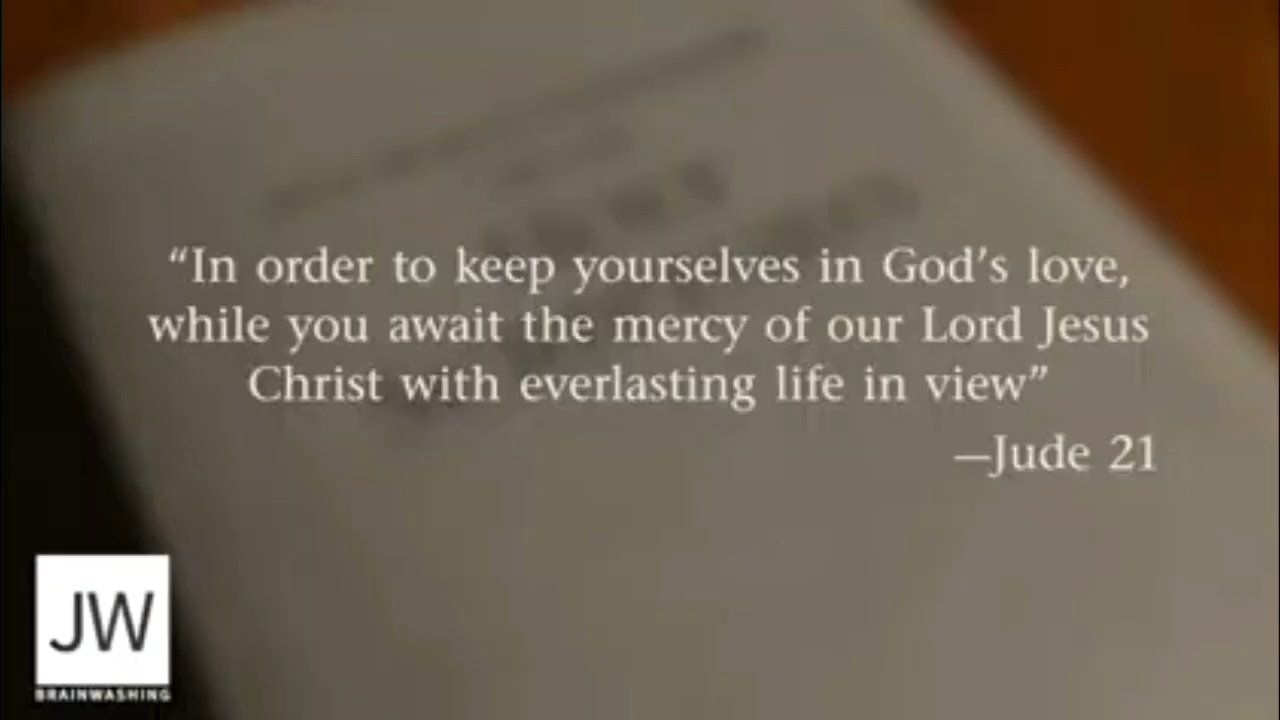 “In order to keep yourselves in God’s love,
while you await the mercy of our Lord Jesus
Christ with everlasting life in view”
—Jude 21
JW
BRAINWASHING